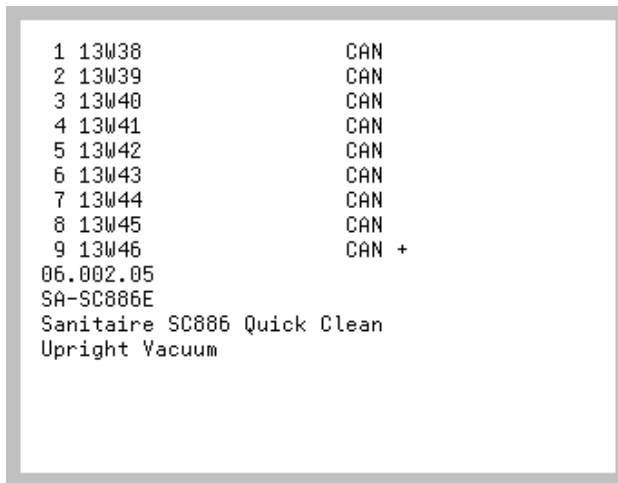 1 13W38 CAN
2 13W39 CAN
3 13W40 CAN
4 13W41 CAN
5 13W42 CAN
6 13W43 CAN
7 13W44 CAN
8 13W45 CAN
9 13W46 CAN +
06.002.05
SA-SC886E
Sanitaire SC886 Quick Clean
Upright Vacuum